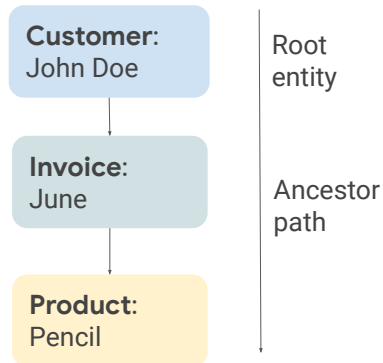 Customer:
John Doe
Root
entity
Invoice:
June
Ancestor
path
Product:
Pencil